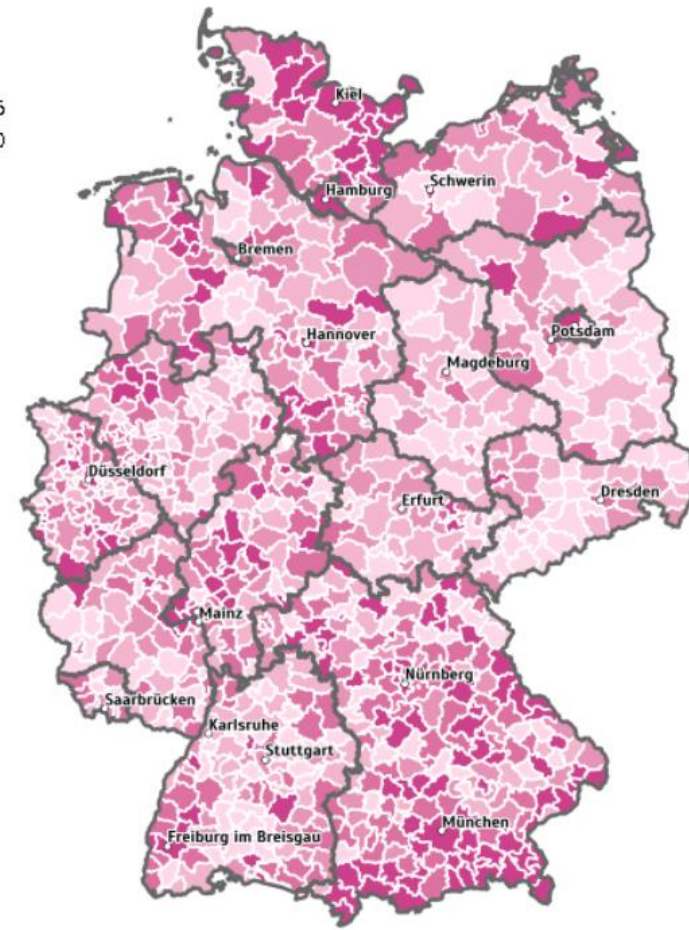 Kiel
Hamburg
Schwerin
Bremen
Hannover
Potsdam
Magdeburg
Düsseldorf
Erfurt
Dresden
Mainz
Nürnberg
Saarbrücken
Karlsruhe
Stuttgart
München
Freiburg im Breisgau